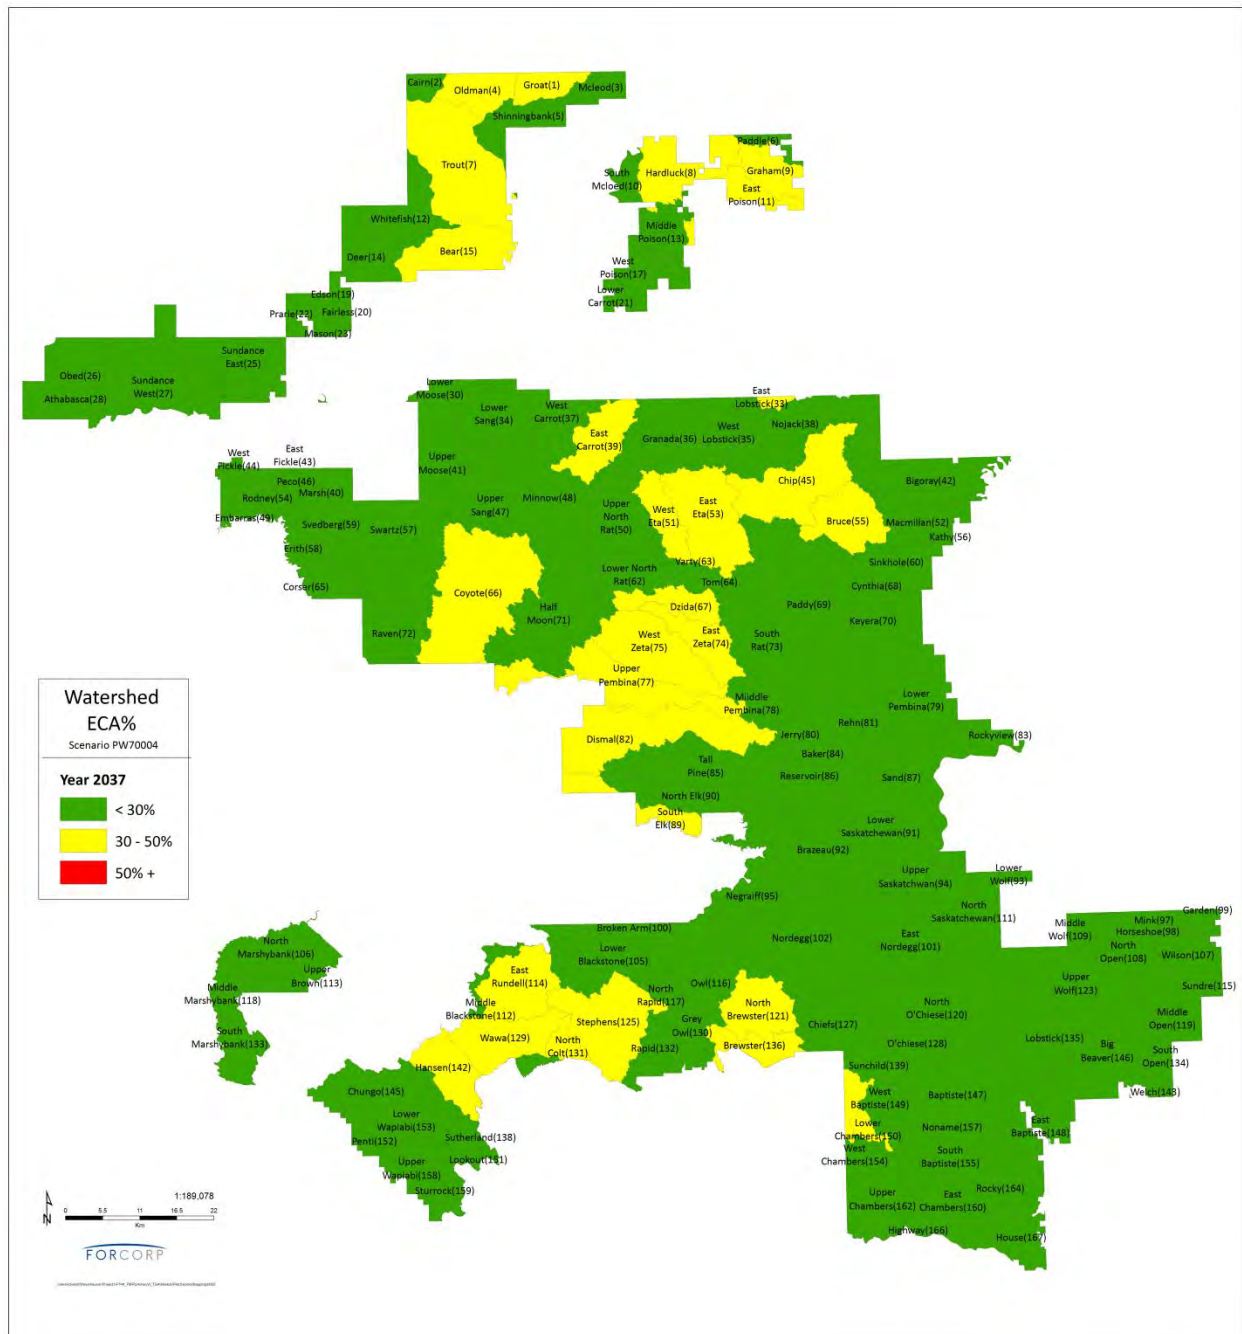 Cairn(2)
Oldman(4)
Groat(1)
Mcleod(3)
Shinningbank(5)
Trout(7)
Paddle(6)
South
Mcloed(10)
Hardluck(8)
Graham(9)
East
Poison(11)
Whitefish(12)
Middle
Poison(13)
Deer(14)
Bear(15)
West
Poison(17)
Lower
Carrot(21)
Edson(19)
Prarie(22)
Fairless(20)
Mason(23)
Sundance
East(25)
Obed(26)
Sundance
West(27)
Athabasca(28)
Lower
Moose(30)
Lower
Sang(34)
West
Carrot(37)
East
Carrot(39)
Granada(36)
West
Lobstick(35)
East
Lobstick(33)
Nojack(38)
West
Pickle(44)
East
Fickle(43)
Peco(46)
Marsh(40)
Rodney(54)
Embarras(49)
Svedberg(59)
Swartz(57)
Erith(58)
Corser(65)
Raven(72)
Upper
Moose(41)
Upper
Sang(47)
Minnow(48)
Upper
North
Rat(50)
West
Eta(51)
East
Eta(53)
Chip(45)
Bruce(55)
Bigoray(42)
Macmillan(52)
Kathy(56)
Sinkhole(60)
Yarty(63)
Lower North
Rat(62)
Tom(64)
Cynthia(68)
Coyote(66)
Half
Moon(71)
Dzida(67)
Paddy(69)
Keyera(70)
West
Zeta(75)
East
Zeta(74)
South
Rat(73)
Upper
Pembina(77)
Middle
Pembina(78)
Lower
Pembina(79)
Rehn(81)
Dismal(82)
Jerry(80)
Rockyview(83)
Baker(84)
Tall
Pine(85)
Reservoir(86)
Sand(87)
North Elk(90)
South
Elk(89)
Lower
Saskatchewan(91)
Brazeau(92)
Upper
Saskatchwan(94)
Lower
Wolf(93)
Negraiff(95)
North
Saskatchewan(111)
Watershed
ECA%
Scenario PW70004
Year 2037
< 30%
30 - 50%
50% +
Garden(99)
Mink(97)
Horseshoe(98)
Middle
Wolf(109)
North
Open(108)
Wilson(107)
Broken Arm(100)
Nordegg(102)
East
Nordegg(101)
Lower
Blackstone(105)
North
Marshybank(106)
Upper
Brown(113)
Middle
Marshybank(118)
South
Marshybank(133)
East
Rundell(114)
Middle
Blackstone(112)
North
Rapid(117)
Owl(116)
North
Brewster(121)
Upper
Wolf(123)
Sundre(115)
North
O'Chiese(120)
Middle
Open(119)
Stephens(125)
Grey
Owl(130)
Chiefs(127)
Wawa(129)
North
Colt(131)
Rapid(132)
Brewster(136)
O'chiese(128)
Lobstick(135)
Big
Beaver(146)
South
Open(134)
Hansen(142)
Sunchild(139)
Chungo(145)
West
Baptiste(149)
Baptiste(147)
Welch(143)
Lower
Wapiabi(153)
Penti(152)
Sutherland(138)
Lower
Chambers(150)
Noname(157)
East
Baptiste(148)
Lookout(151)
West
Chambers(154)
South
Baptiste(155)
Upper
Wapiabi(158)
Sturrock(159)
Upper
Chambers(162)
East
Chambers(160)
Rocky(164)
Highway(166)
House(167)
N
1:189,078
0 5.5 11 16.5 22
Km
FORCORP